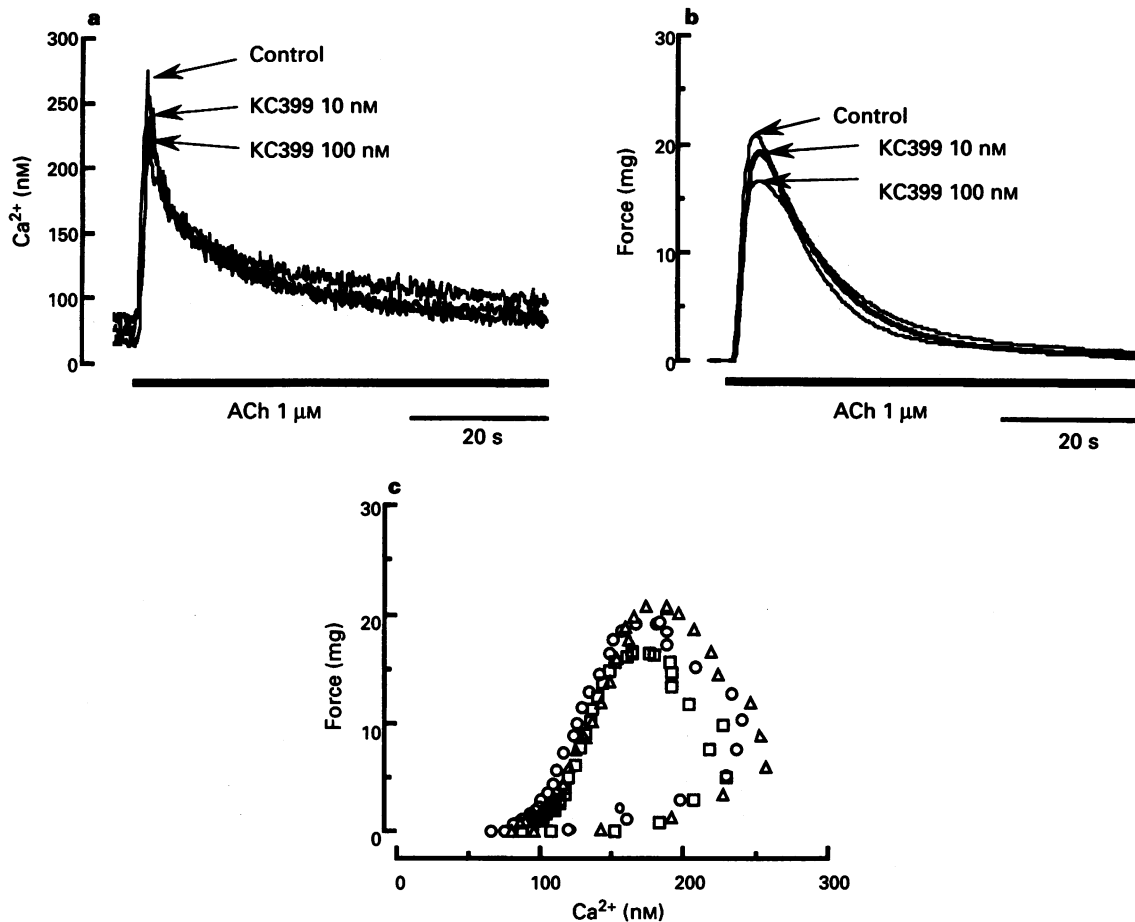 a
300
250
200
150
100
0
Ca²⁺ (nM)
Control
KC399 10 nM
KC399 100 nM
ACh 1 µM
20 s
b
30
20
10
0
Force (mg)
Control
KC399 10 nM
KC399 100 nM
ACh 1 µM
20 s
c
30
20
10
0
Force (mg)
0
100
200
300
Ca²⁺ (nM)